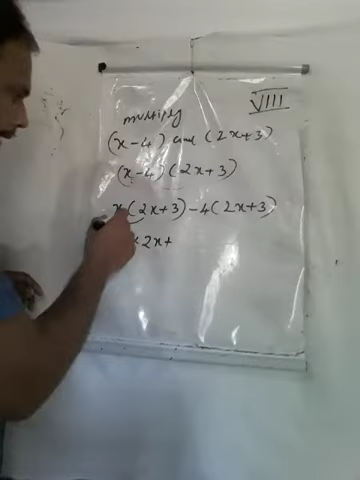 VIII
multiply
(x-4) and (2x+3)
(x-4) (2x+3)
x(2x+3) -4(2x+3)
2x+